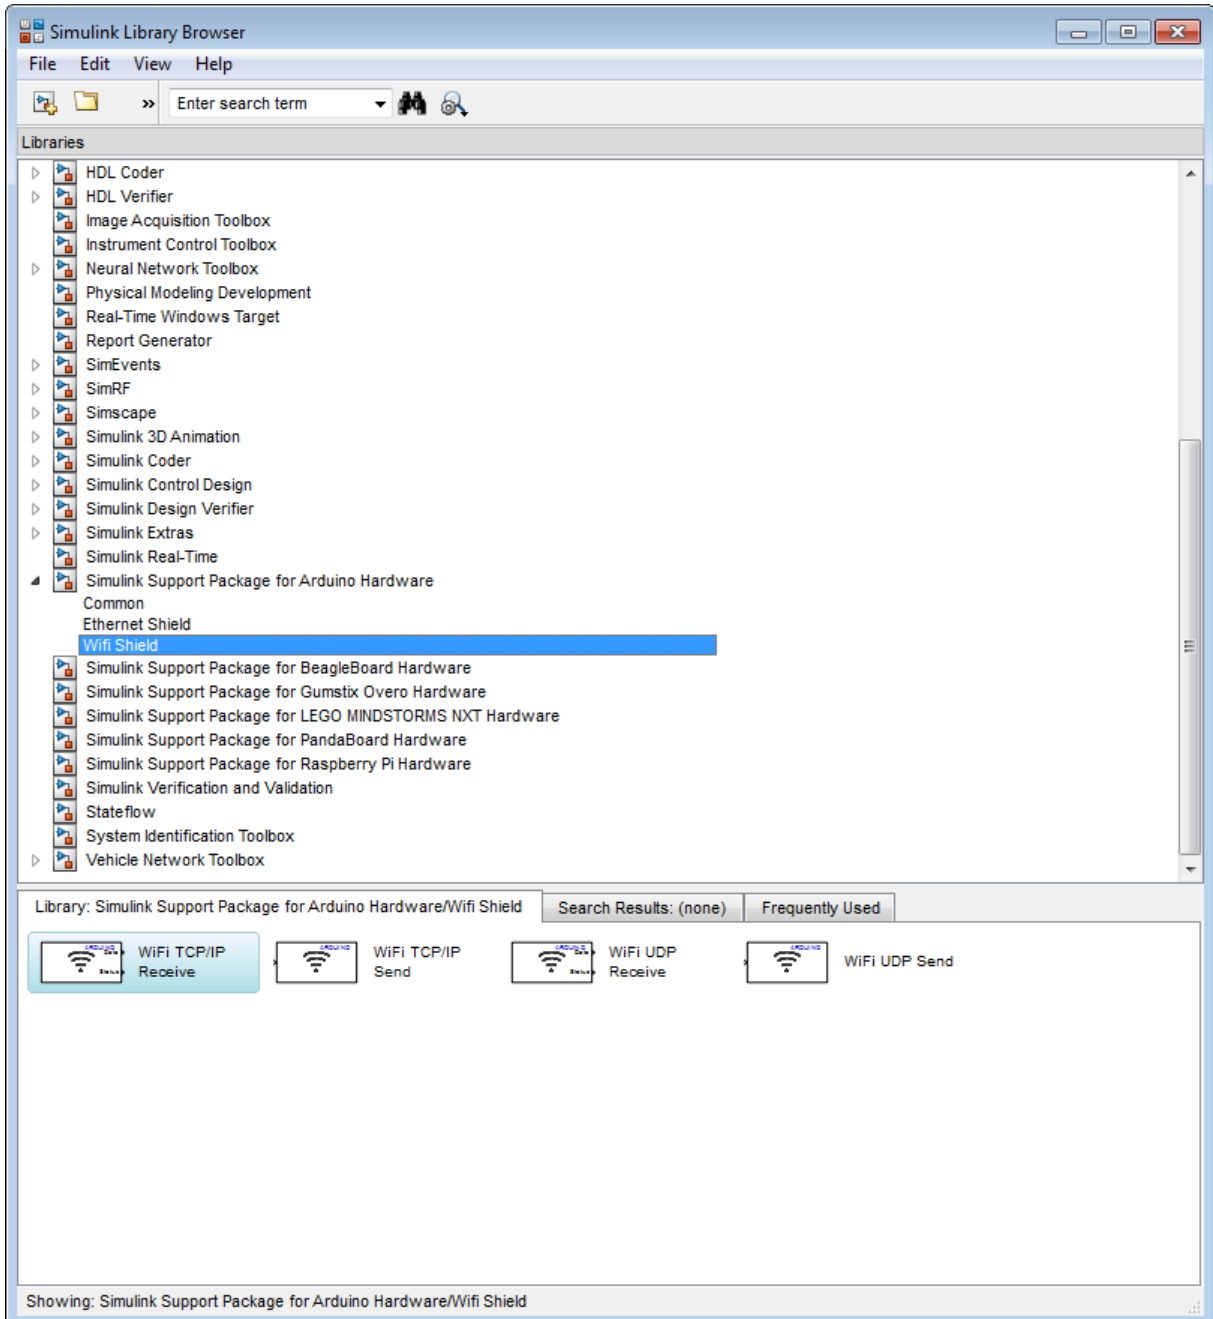 Simulink Library Browser
File Edit View Help
» Enter search term
Libraries
HDL Coder
HDL Verifier
Image Acquisition Toolbox
Instrument Control Toolbox
Neural Network Toolbox
Physical Modeling Development
Real-Time Windows Target
Report Generator
SimEvents
SimRF
Simscape
Simulink 3D Animation
Simulink Coder
Simulink Control Design
Simulink Design Verifier
Simulink Extras
Simulink Real-Time
Simulink Support Package for Arduino Hardware
Common
Ethernet Shield
Wifi Shield
Simulink Support Package for BeagleBoard Hardware
Simulink Support Package for Gumstix Overo Hardware
Simulink Support Package for LEGO MINDSTORMS NXT Hardware
Simulink Support Package for PandaBoard Hardware
Simulink Support Package for Raspberry Pi Hardware
Simulink Verification and Validation
Stateflow
System Identification Toolbox
Vehicle Network Toolbox
Library: Simulink Support Package for Arduino Hardware/Wifi Shield Search Results: (none) Frequently Used
WiFi TCP/IP
Receive
WiFi TCP/IP
Send
WiFi UDP
Receive
WiFi UDP Send
Showing: Simulink Support Package for Arduino Hardware/Wifi Shield